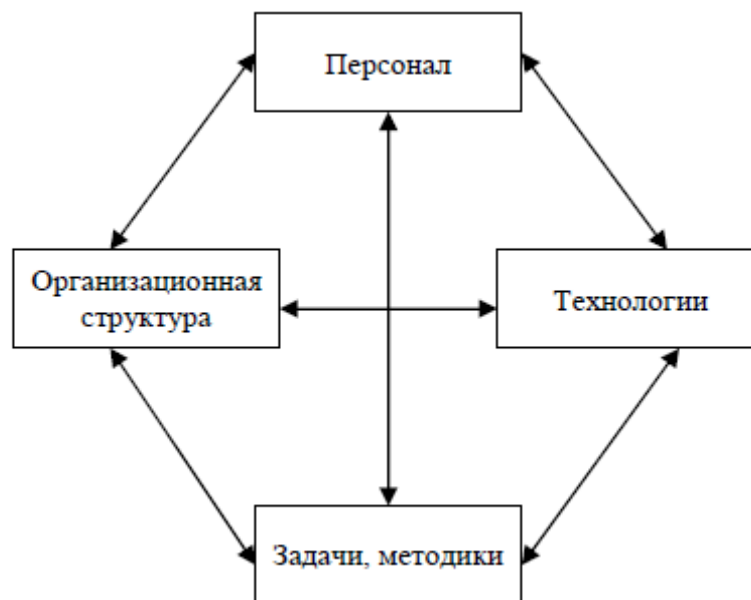 Персонал
Организационная
структура
Технологии
Задачи, методики